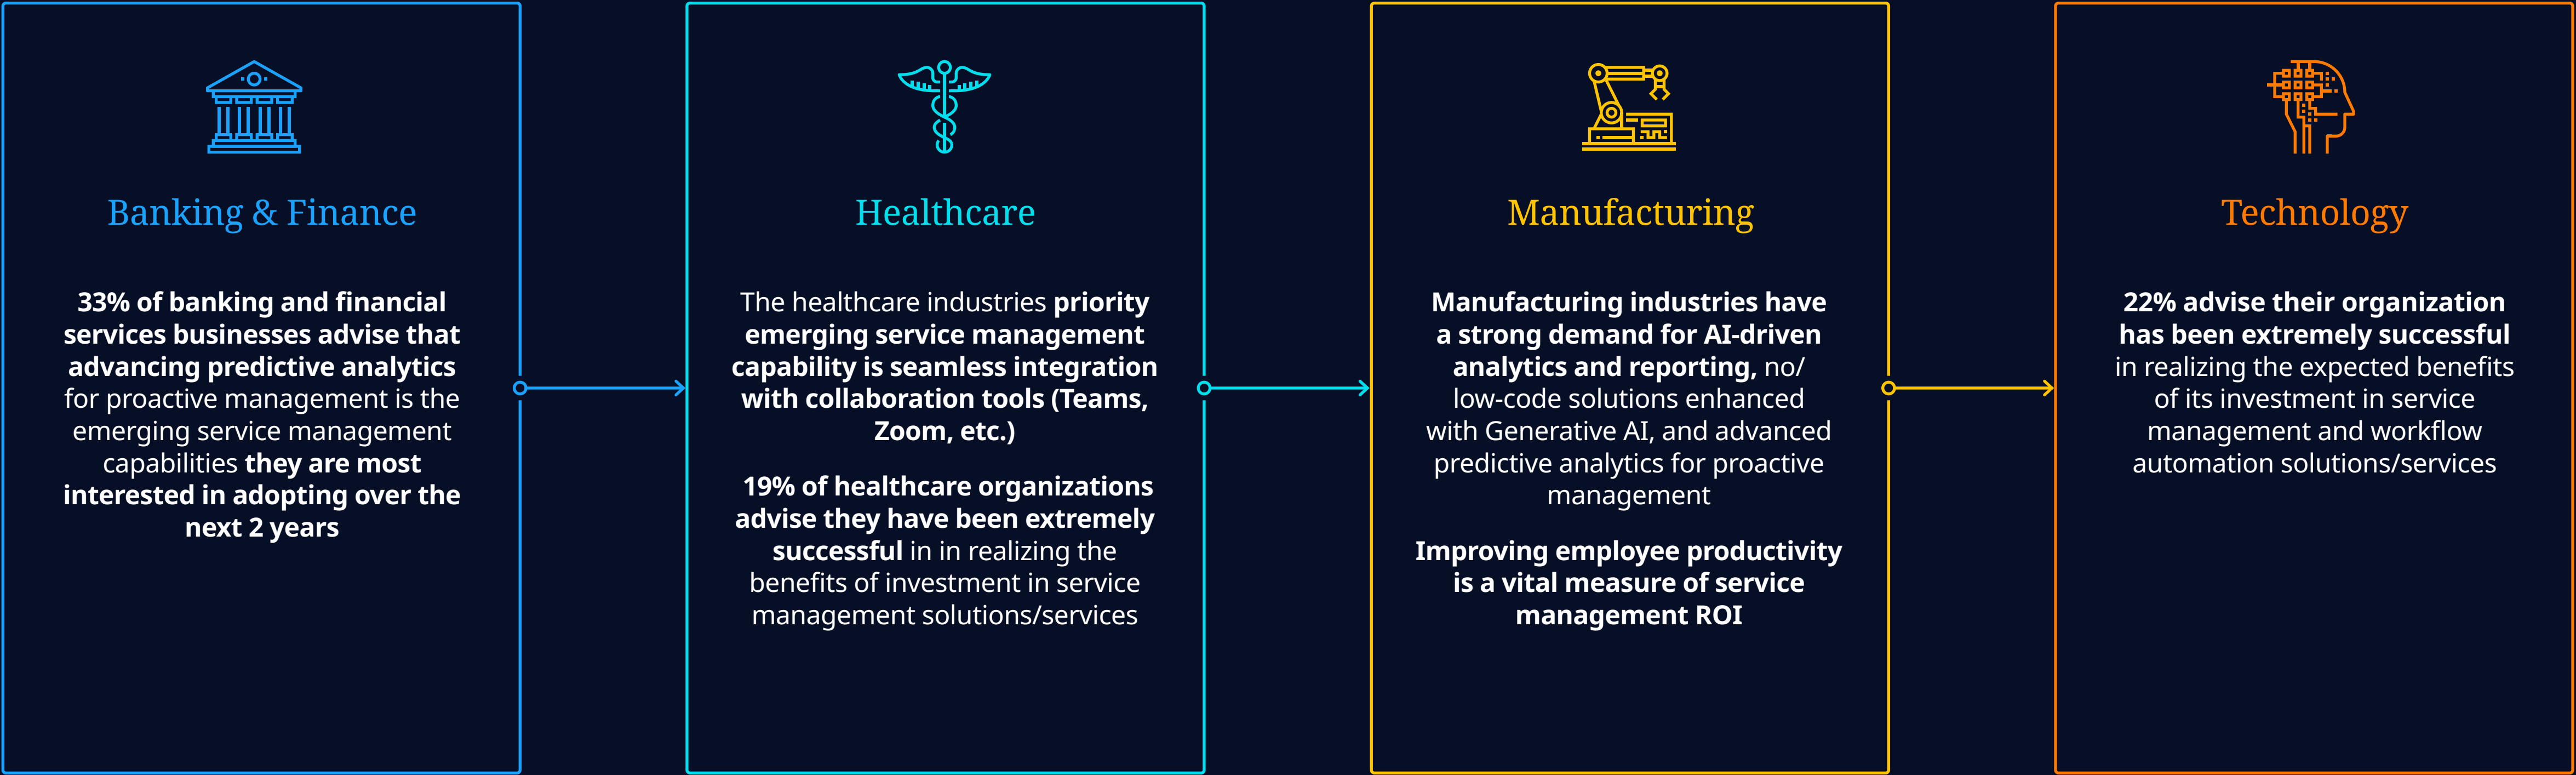 Banking & Finance
33% of banking and financial
services businesses advise that
advancing predictive analytics
for proactive management is the
emerging service management
capabilities they are most
interested in adopting over the
next 2 years
Healthcare
The healthcare industries priority
emerging service management
capability is seamless integration
with collaboration tools (Teams,
Zoom, etc.)
19% of healthcare organizations
advise they have been extremely
successful in in realizing the
benefits of investment in service
management solutions/services
Manufacturing
Manufacturing industries have
a strong demand for AI-driven
analytics and reporting, no/
low-code solutions enhanced
with Generative AI, and advanced
predictive analytics for proactive
management
Improving employee productivity
is a vital measure of service
management ROI
Technology
22% advise their organization
has been extremely successful
in realizing the expected benefits
of its investment in service
management and workflow
automation solutions/services